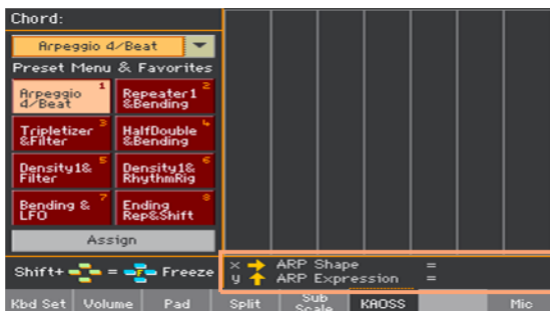 Chord:
Arpeggio 4/Beat
Preset Menu & Favorites
Arpeggio 4/Beat 1
Repeater1 &Bending 2
Tripletizer &Filter 3
HalfDouble &Bending 4
Density1& Filter 5
Density1& RhythmRig 6
Bending & LFO 7
Ending Rep&Shift 8
Assign
Shift+ = F Freeze
x ARP Shape =
y ARP Expression =
Kbd Set Volume Pad Split Sub Scale KAOSS Mic